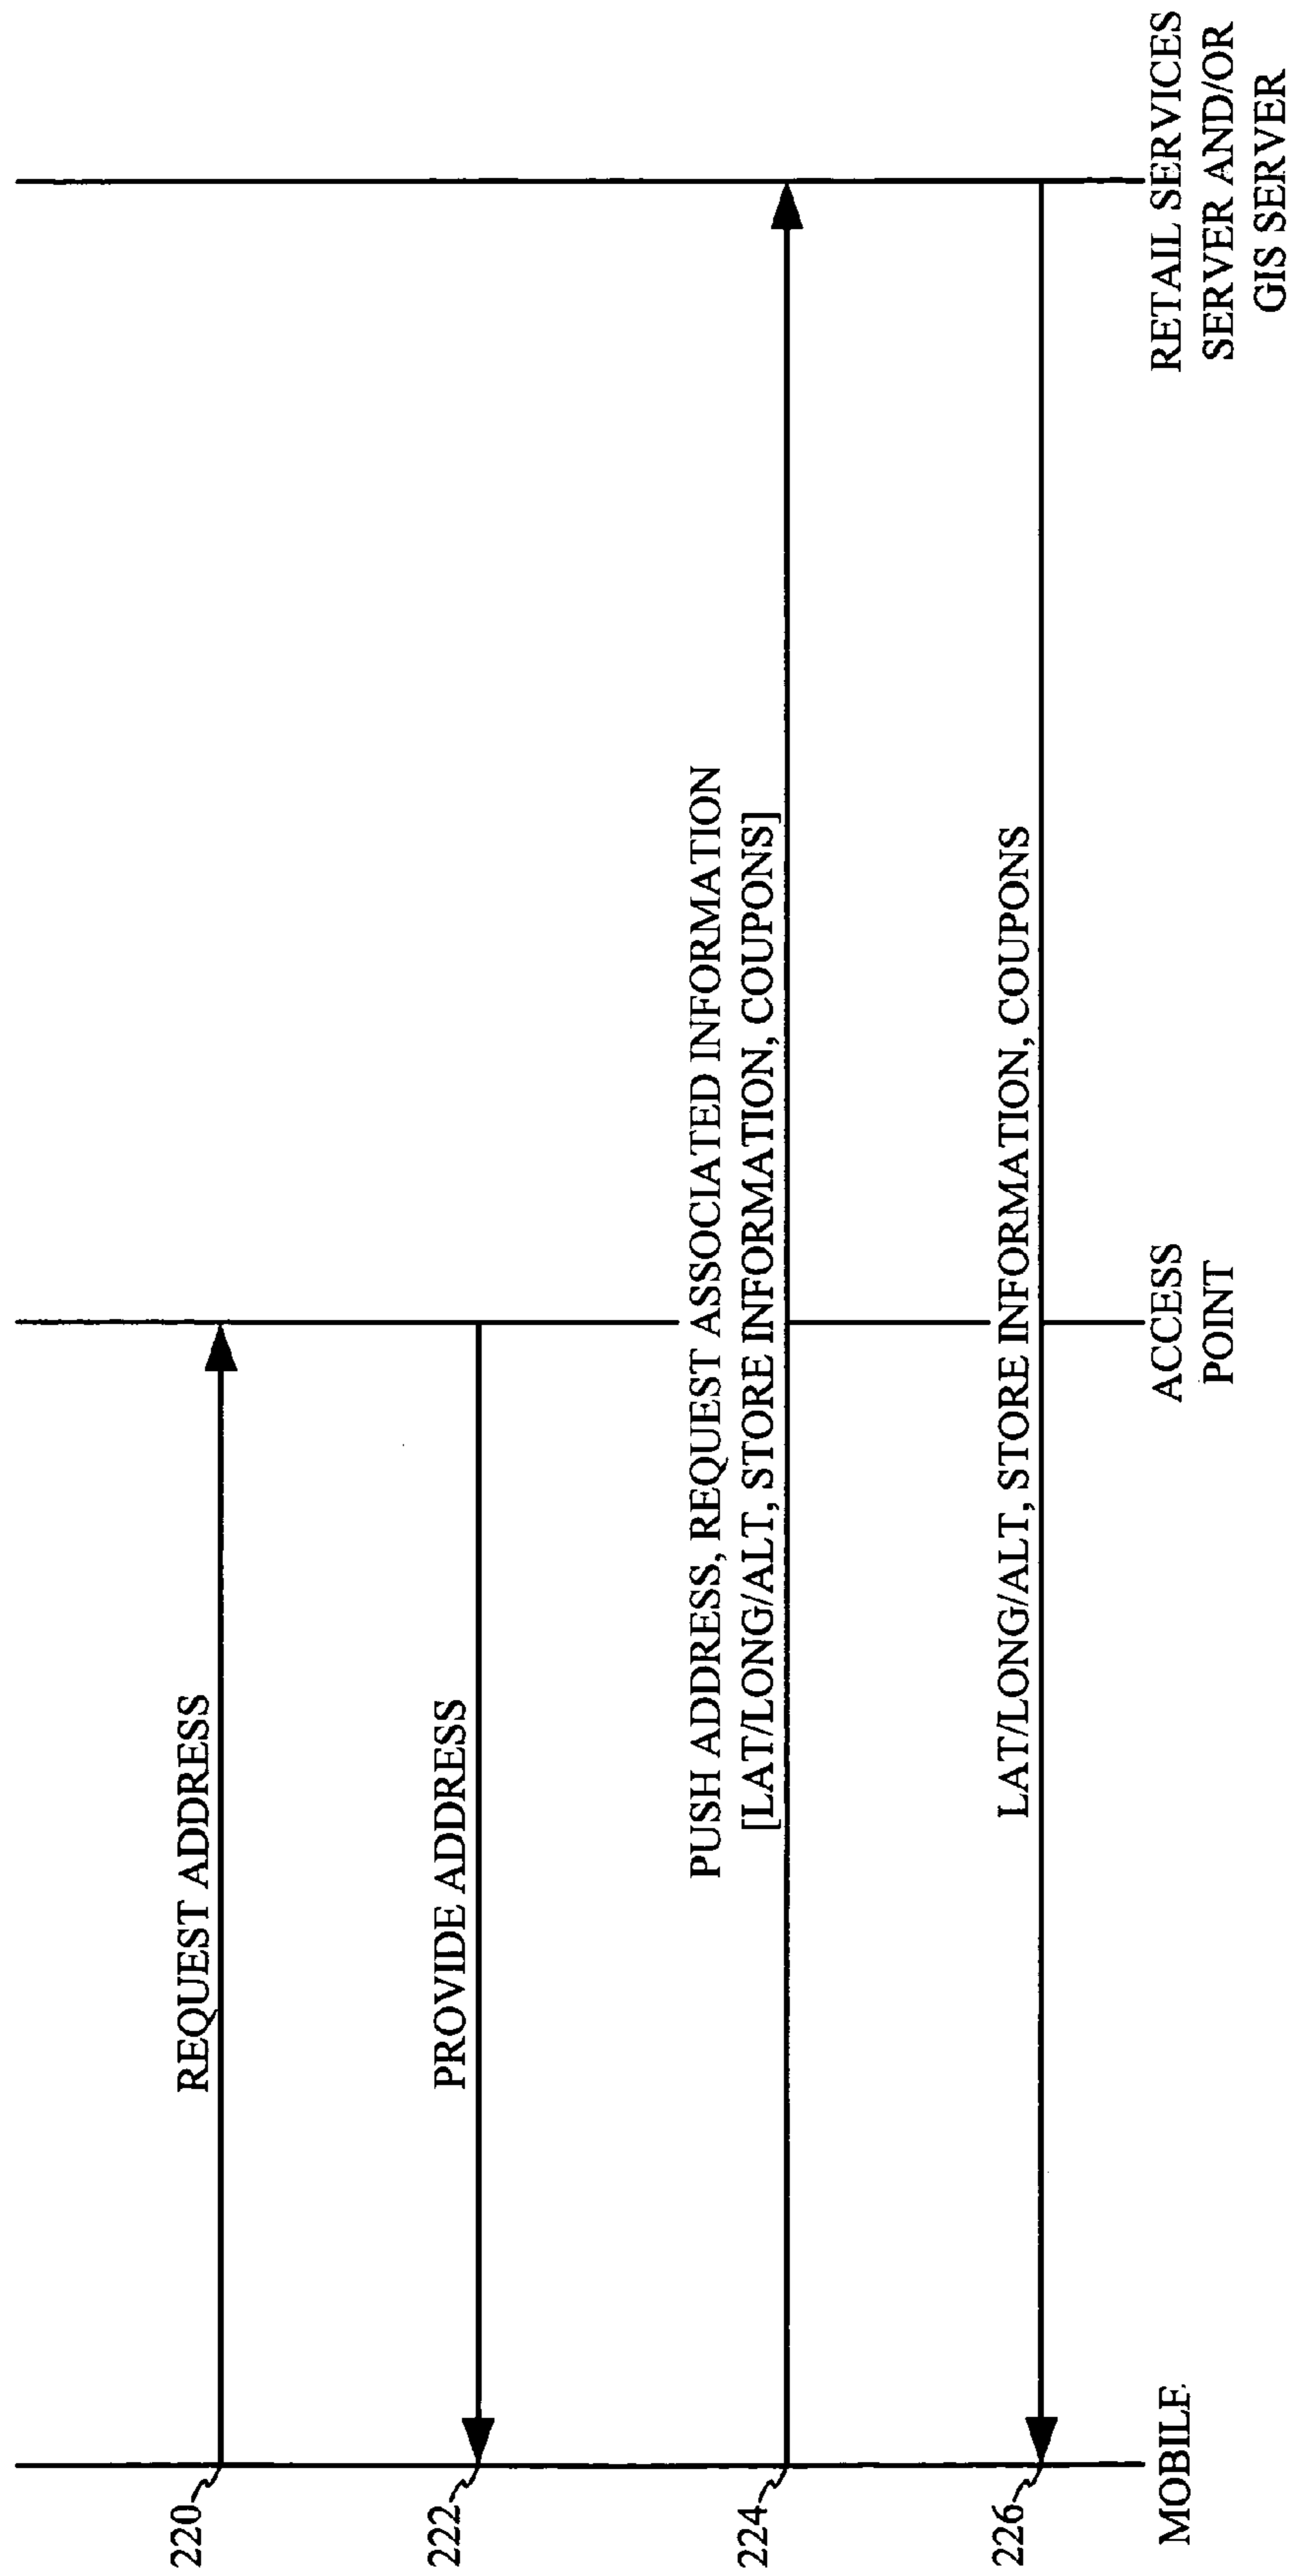 220
REQUEST ADDRESS
222
PROVIDE ADDRESS
224
PUSH ADDRESS, REQUEST ASSOCIATED INFORMATION
[LAT/LONG/ALT, STORE INFORMATION, COUPONS]
226
LAT/LONG/ALT, STORE INFORMATION, COUPONS
MOBILE
ACCESS
POINT
RETAIL SERVICES
SERVER AND/OR
GIS SERVER